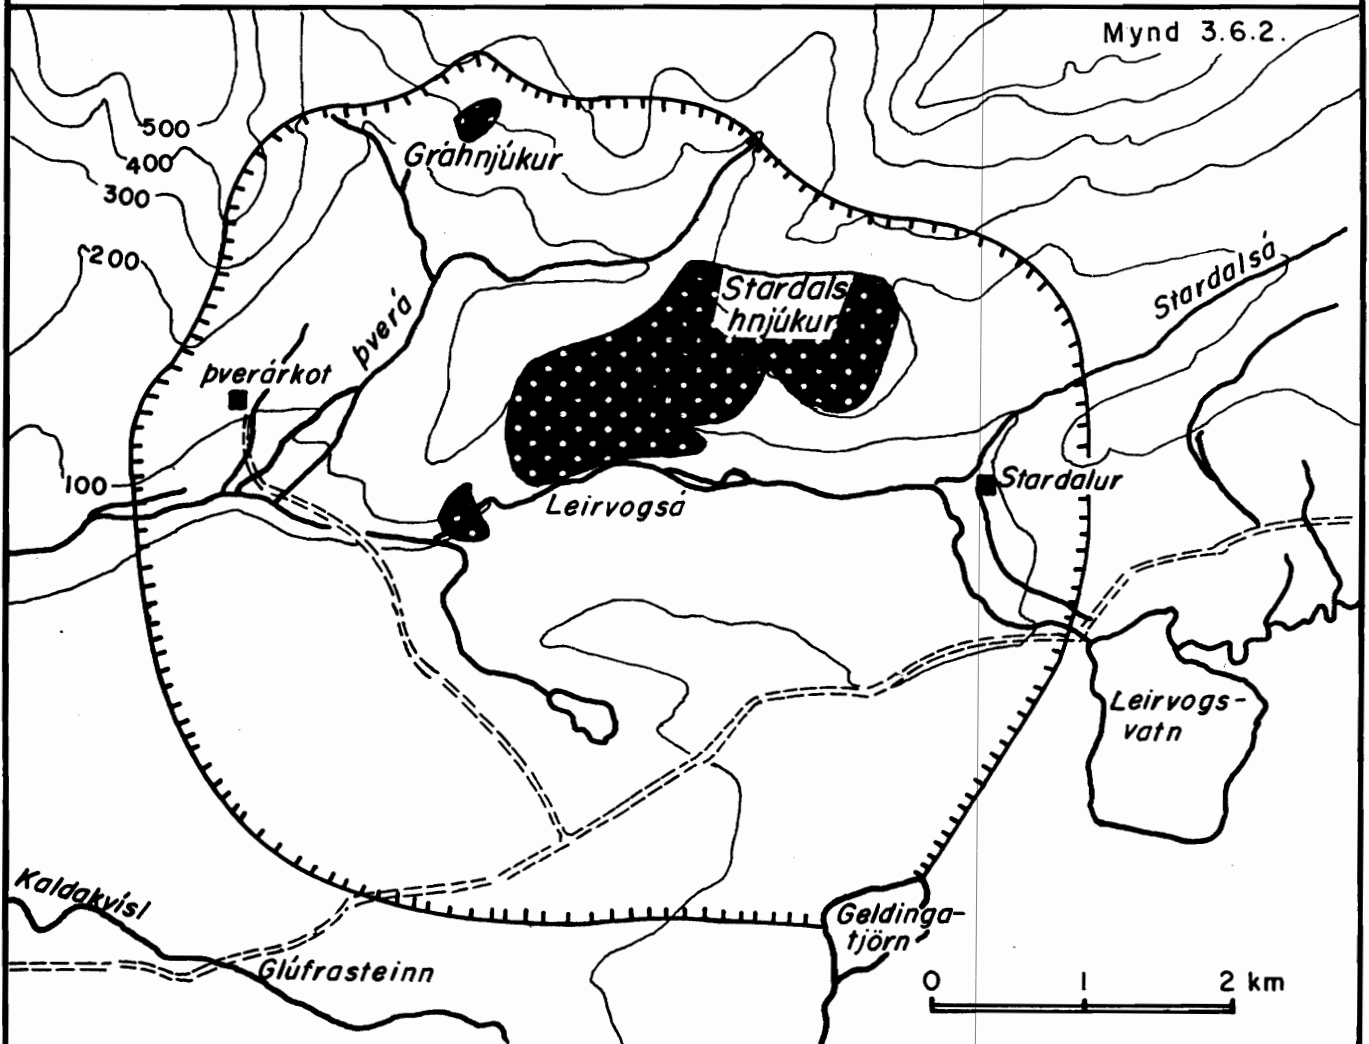 Mynd 3.6.2.
500
400
300
200
100
Gráhnjúkur
Stardals
hnjúkur
Stardalsá
þverá
þverárkot
Leirvogsá
Stardalur
Leirvogs-
vatn
Kaldakvísl
Glúfrasteinn
Geldinga-
tjörn
0 1 2 km